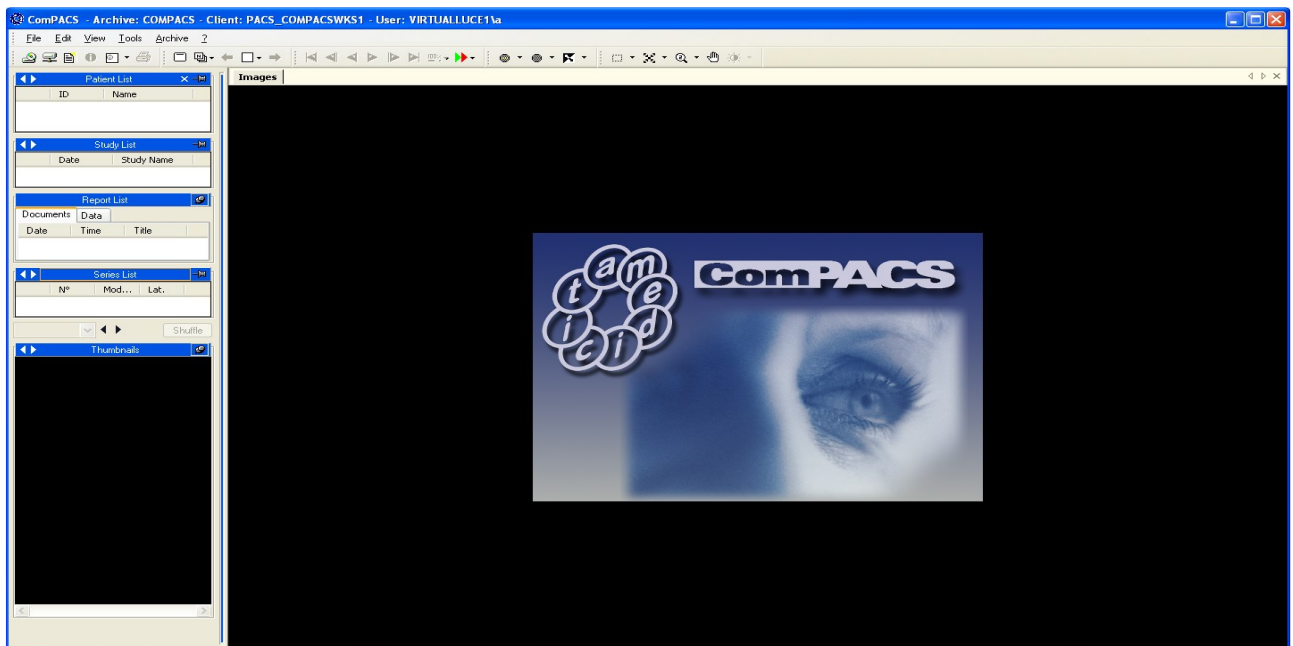 ComPACS - Archive: COMPACS - Client: PACS_COMPACSWKS1 - User: VIRTUALLUCE1\a
File Edit View Tools Archive ?
Patient List
ID Name
Study List
Date Study Name
Report List
Documents Data
Date Time Title
Series List
N° Mod... Lat.
Shuffle
Thumbnails
Images
medicimat
ComPACS